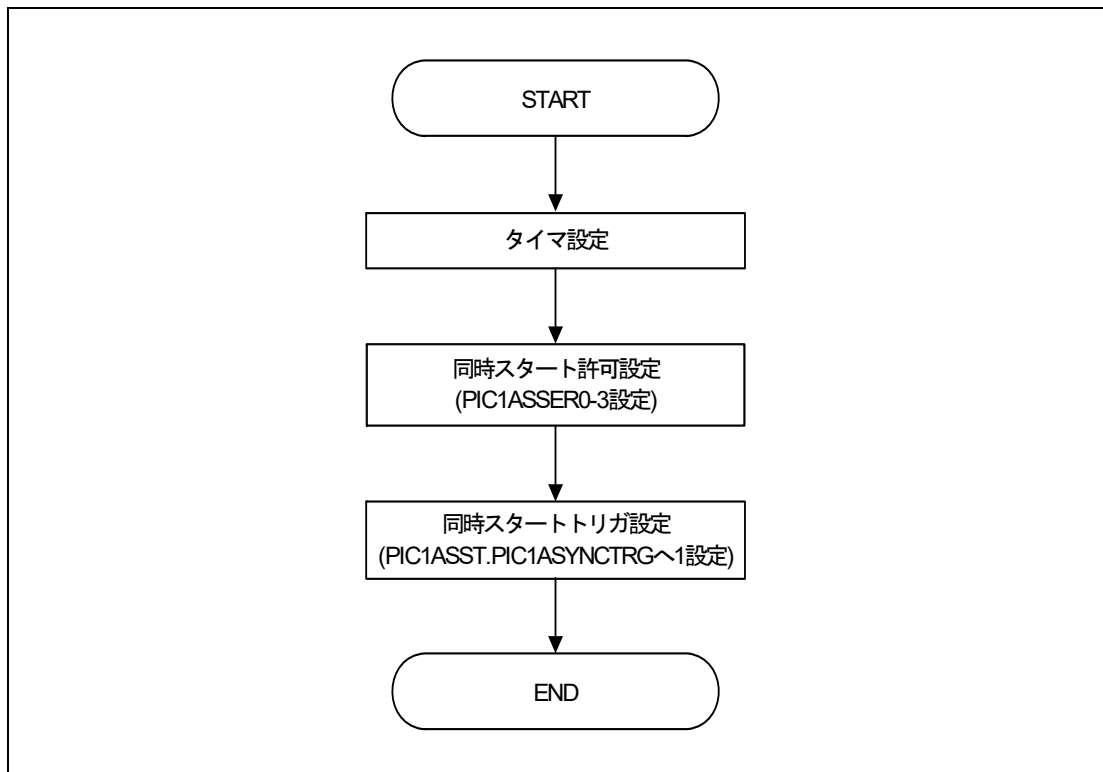 START
タイマ設定
同時スタート許可設定
(PIC1ASSER0-3設定)
同時スタートトリガ設定
(PIC1ASST.PIC1ASYNCTRGへ1設定)
END